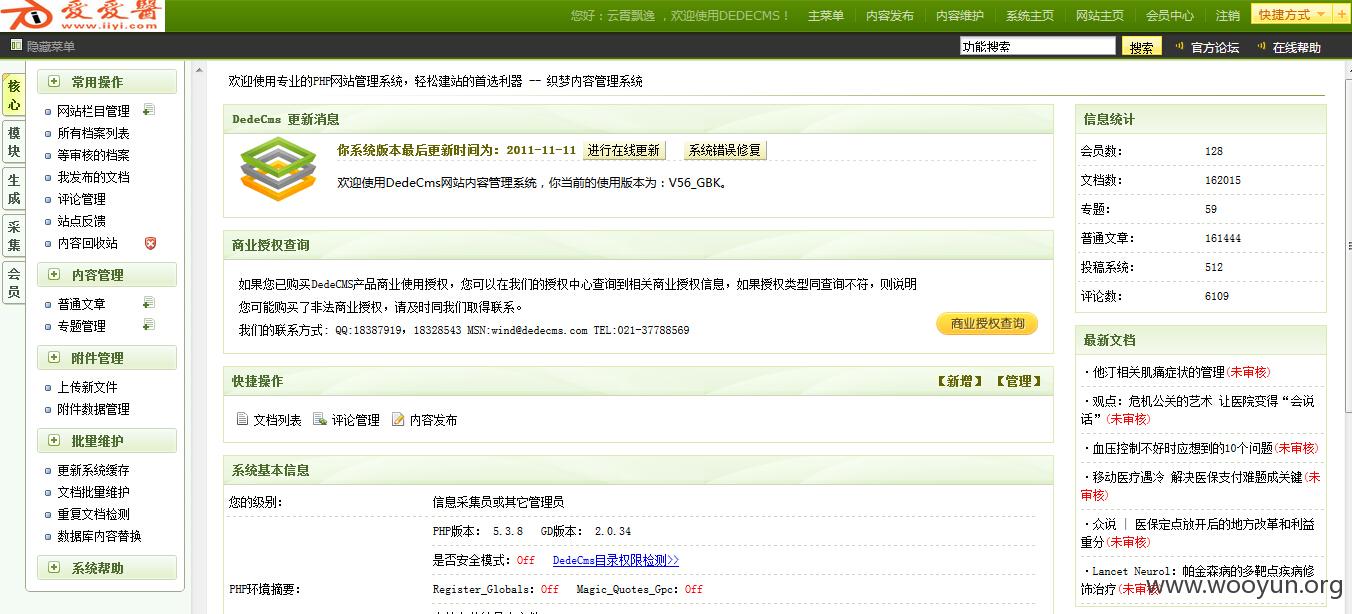 爱爱醫
www.iiyi.com
您好：云霄飘逸 ，欢迎使用DEDECMS！ 主菜单 内容发布 内容维护 系统主页 网站主页 会员中心 注销 快捷方式
隐藏菜单 功能搜索 搜索 官方论坛 在线帮助
核心
模块
生成
采集
会员
常用操作
网站栏目管理
所有档案列表
等审核的档案
我发布的文档
评论管理
站点反馈
内容回收站
内容管理
普通文章
专题管理
附件管理
上传新文件
附件数据管理
批量维护
更新系统缓存
文档批量维护
重复文档检测
数据库内容替换
系统帮助
欢迎使用专业的PHP网站管理系统，轻松建站的首选利器 -- 织梦内容管理系统
DedeCms 更新消息
你系统版本最后更新时间为：2011-11-11 进行在线更新 系统错误修复
欢迎使用DedeCms网站内容管理系统，你当前的使用版本为：V56_GBK。
商业授权查询
如果您已购买DedeCMS产品商业使用授权，您可以在我们的授权中心查询到相关商业授权信息，如果授权类型同查询不符，则说明
您可能购买了非法商业授权，请及时同我们取得联系。
我们的联系方式: QQ:18387919，18328543 MSN:wind@dedecms.com TEL:021-37788569
商业授权查询
快捷操作 【新增】 【管理】
文档列表 评论管理 内容发布
系统基本信息
您的级别： 信息采集员或其它管理员
PHP版本： 5.3.8 GD版本： 2.0.34
是否安全模式：Off DedeCms目录权限检测>>
PHP环境摘要：
Register_Globals：Off Magic_Quotes_Gpc：Off
信息统计
会员数： 128
文档数： 162015
专题： 59
普通文章： 161444
投稿系统： 512
评论数： 6109
最新文档
·他汀相关肌痛症状的管理(未审核)
·观点：危机公关的艺术 让医院变得“会说
话”(未审核)
·血压控制不好时应想到的10个问题(未审核)
·移动医疗遇冷 解决医保支付难题成关键(未
审核)
·众说 | 医保定点放开后的地方改革和利益
重分(未审核)
·Lancet Neurol：帕金森病的多靶点疾病修
饰治疗(未审核)
www.wooyun.org